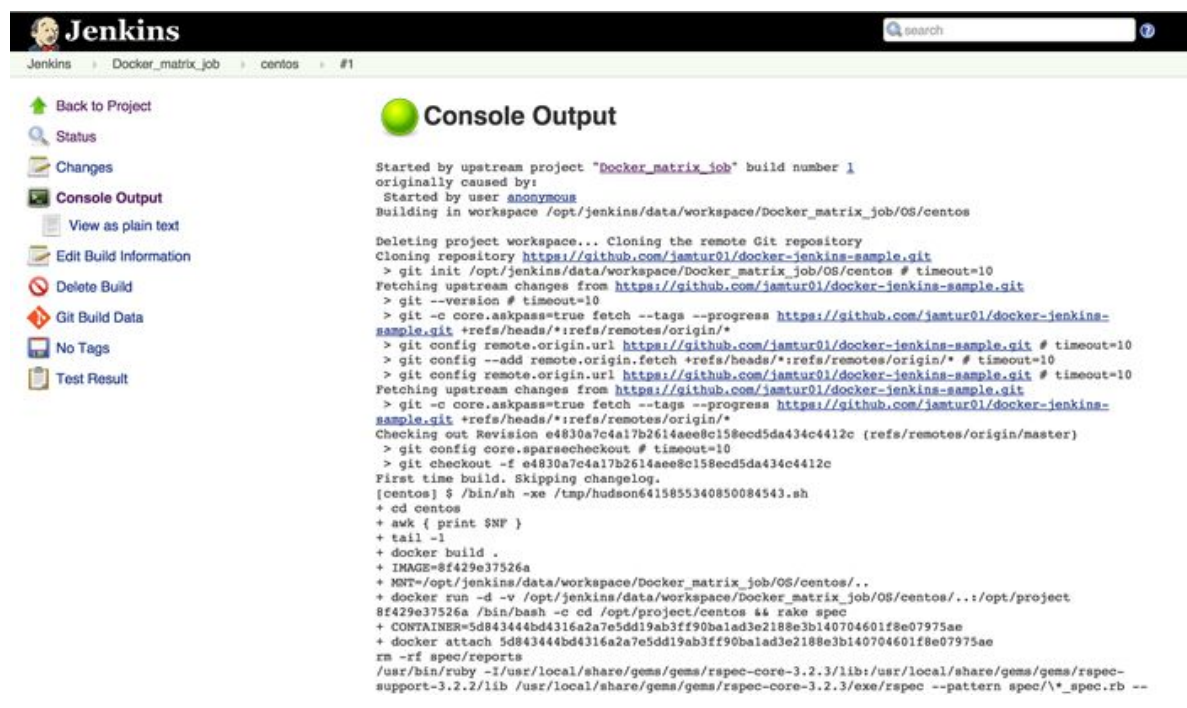 Jenkins
search
Jenkins Docker_matrix_job centos #1
Back to Project
Status
Changes
Console Output
View as plain text
Edit Build Information
Delete Build
Git Build Data
No Tags
Test Result
Console Output
Started by upstream project "Docker_matrix_job" build number 1
originally caused by:
Started by user anonymous
Building in workspace /opt/jenkins/data/workspace/Docker_matrix_job/OS/centos
Deleting project workspace... Cloning the remote Git repository
Cloning repository https://github.com/jamtur01/docker-jenkins-sample.git
> git init /opt/jenkins/data/workspace/Docker_matrix_job/OS/centos # timeout=10
Fetching upstream changes from https://github.com/jamtur01/docker-jenkins-sample.git
> git --version # timeout=10
> git -c core.askpass=true fetch --tags --progress https://github.com/jamtur01/docker-jenkins-
sample.git +refs/heads/*:refs/remotes/origin/*
> git config remote.origin.url https://github.com/jamtur01/docker-jenkins-sample.git # timeout=10
> git config --add remote.origin.fetch +refs/heads/*:refs/remotes/origin/* # timeout=10
> git config remote.origin.url https://github.com/jamtur01/docker-jenkins-sample.git # timeout=10
Fetching upstream changes from https://github.com/jamtur01/docker-jenkins-sample.git
> git -c core.askpass=true fetch --tags --progress https://github.com/jamtur01/docker-jenkins-
sample.git +refs/heads/*:refs/remotes/origin/*
Checking out Revision e4830a7c4a17b2614aee8c158ecd5da434c4412c (refs/remotes/origin/master)
> git config core.sparsecheckout # timeout=10
> git checkout -f e4830a7c4a17b2614aee8c158ecd5da434c4412c
First time build. Skipping changelog.
[centos] $ /bin/sh -xe /tmp/hudson6415855340850084543.sh
+ cd centos
+ awk { print $NF }
+ tail -1
+ docker build .
+ IMAGE=8f429e37526a
+ MNT=/opt/jenkins/data/workspace/Docker_matrix_job/OS/centos/..
+ docker run -d -v /opt/jenkins/data/workspace/Docker_matrix_job/OS/centos/..:/opt/project
8f429e37526a /bin/bash -c cd /opt/project/centos && rake spec
+ CONTAINER=5d843444bd4316a2a7e5dd19ab3ff90ba1ad3e2188e3b140704601f8e07975ae
+ docker attach 5d843444bd4316a2a7e5dd19ab3ff90ba1ad3e2188e3b140704601f8e07975ae
rm -rf spec/reports
/usr/bin/ruby -I/usr/local/share/gems/gems/rspec-core-3.2.3/lib:/usr/local/share/gems/gems/rspec-
support-3.2.2/lib /usr/local/share/gems/gems/rspec-core-3.2.3/exe/rspec --pattern spec/\*_spec.rb --